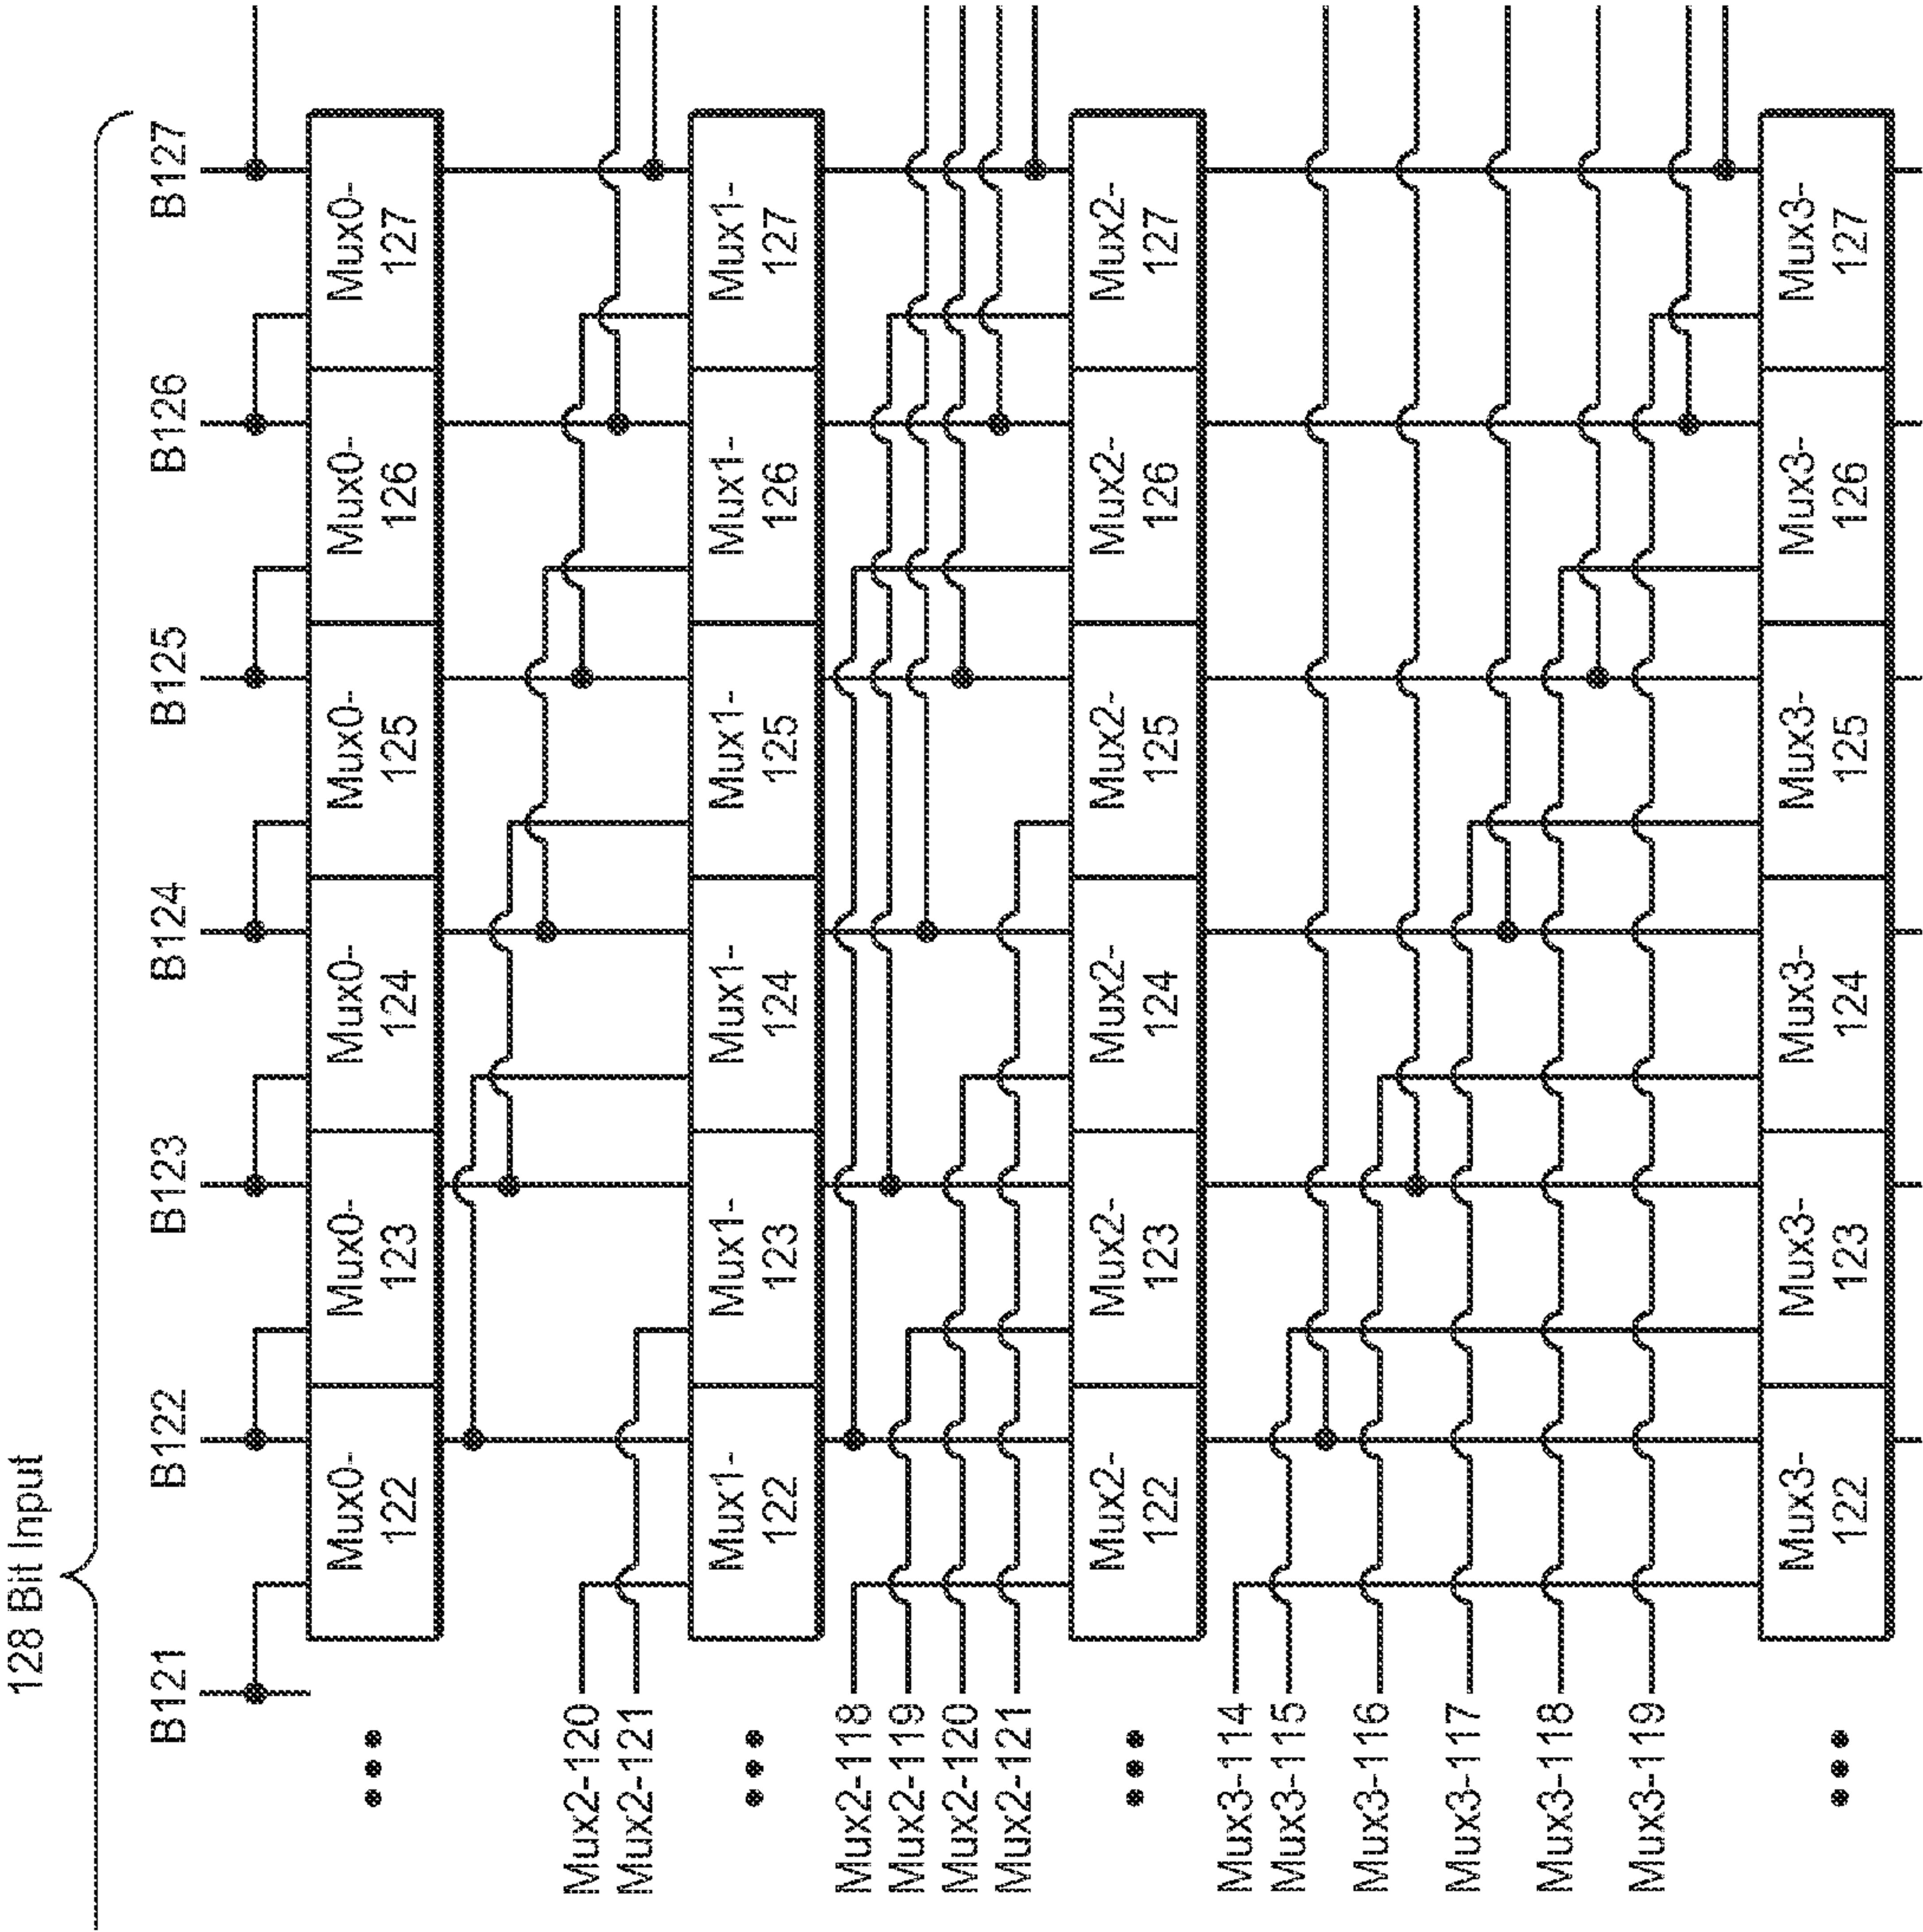 128 Bit Input
B121
B122
B123
B124
B125
B126
B127
Mux0-
122
Mux0-
123
Mux0-
124
Mux0-
125
Mux0-
126
Mux0-
127
Mux2-120
Mux2-121
Mux1-
122
Mux1-
123
Mux1-
124
Mux1-
125
Mux1-
126
Mux1-
127
Mux2-118
Mux2-119
Mux2-120
Mux2-121
Mux2-
122
Mux2-
123
Mux2-
124
Mux2-
125
Mux2-
126
Mux2-
127
Mux3-114
Mux3-115
Mux3-116
Mux3-117
Mux3-118
Mux3-119
Mux3-
122
Mux3-
123
Mux3-
124
Mux3-
125
Mux3-
126
Mux3-
127